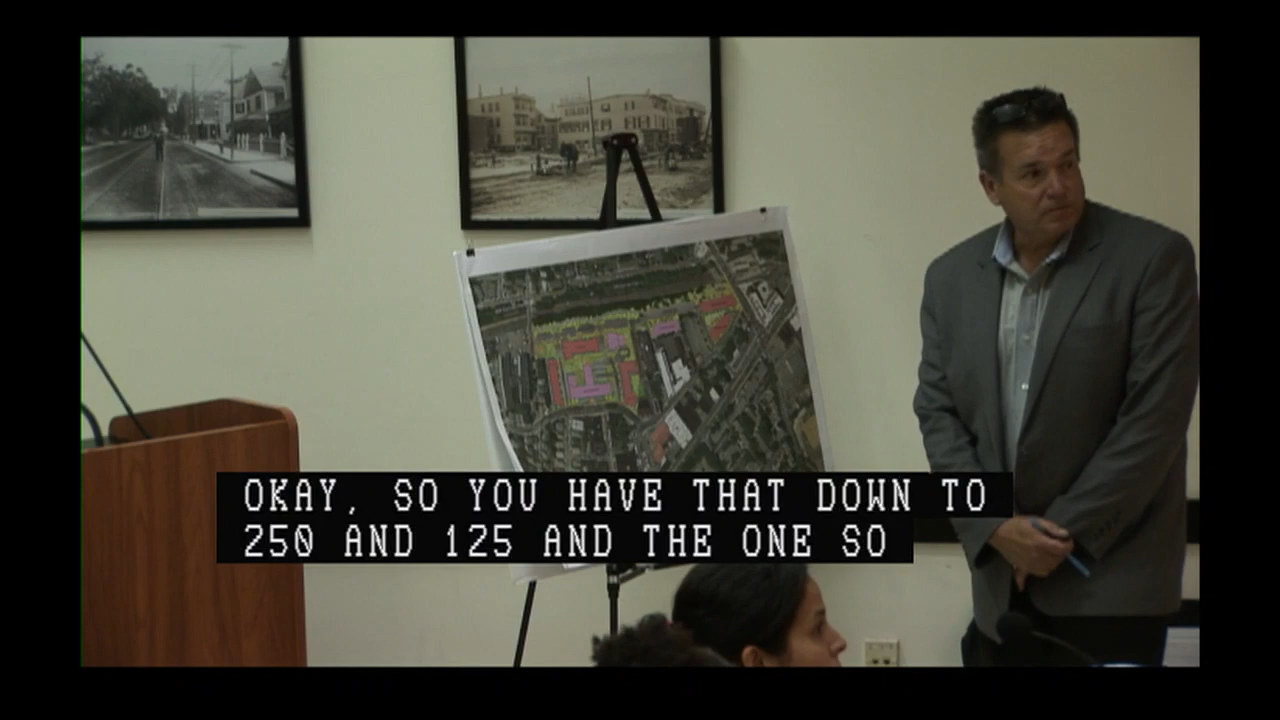 OKAY, SO YOU HAVE THAT DOWN TO
250 AND 125 AND THE ONE SO